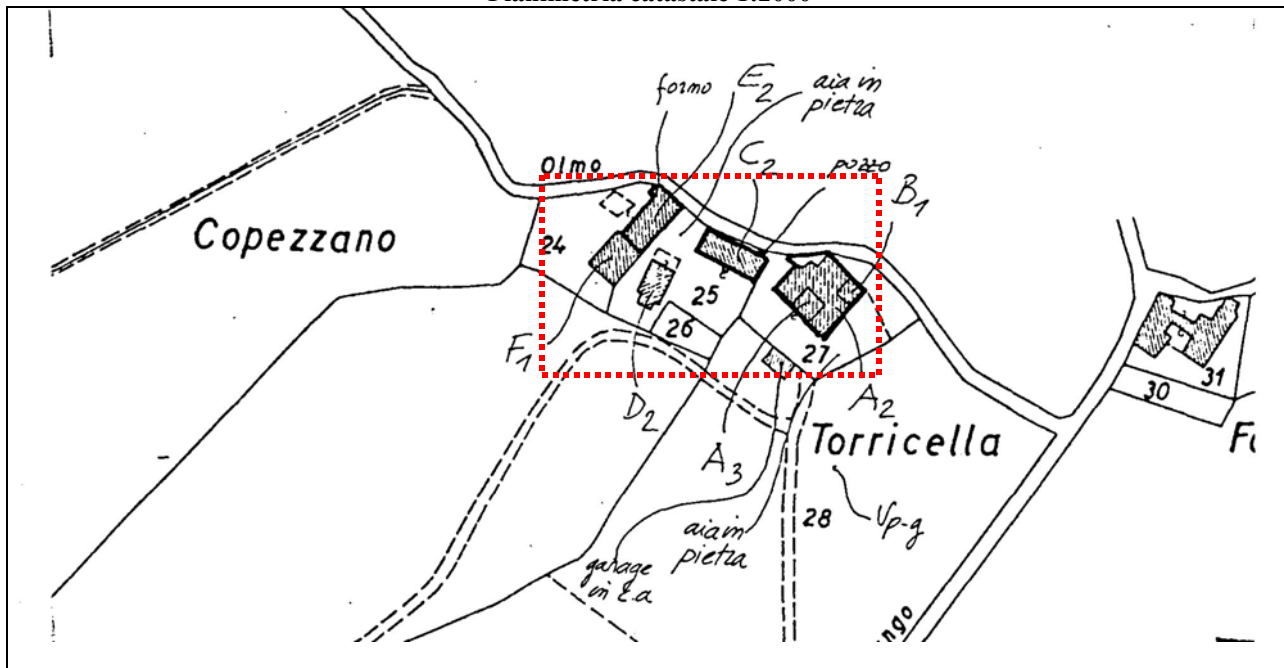 Planimetria catastale 1:2000
forno
E2
aia in
pietra
Olmo
C2
pozzo
B1
Copezzano
24
25
26
27
F1
D2
A3
A2
30
31
Torricella
28
Vp-g
aia in
pietra
garage
in c.a
ngo